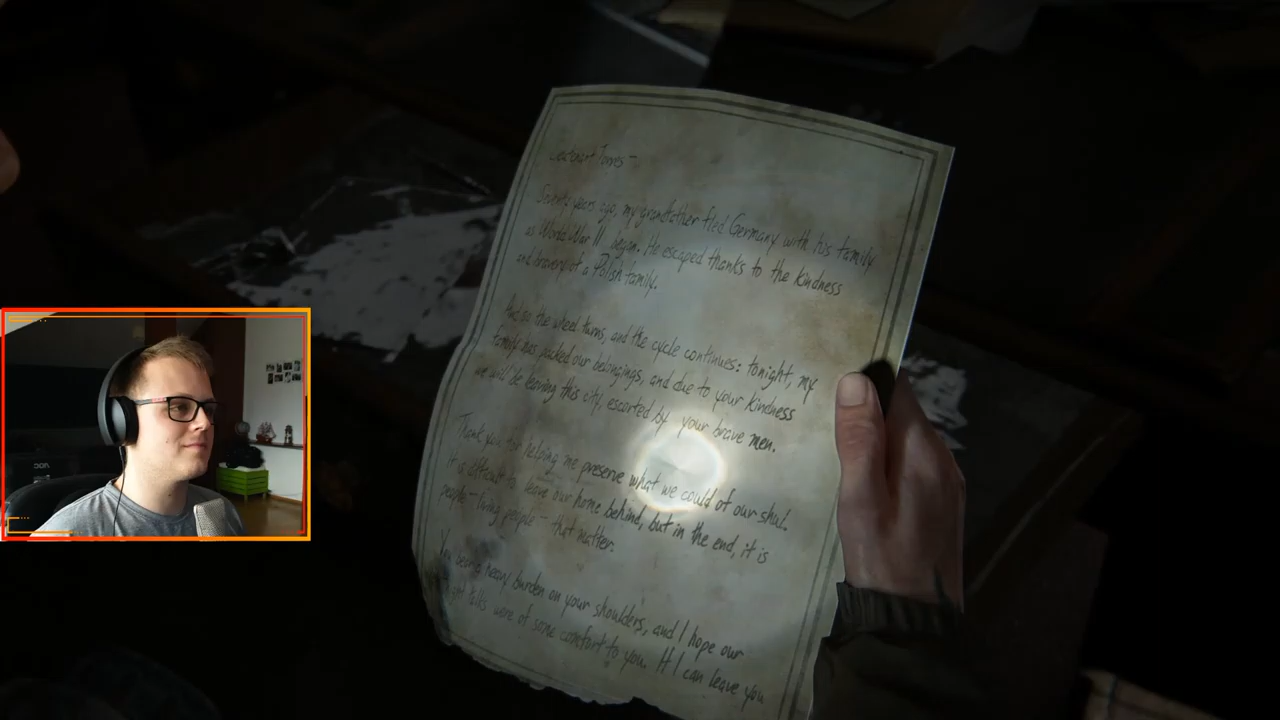 Lieutenant Torres –
Seventy years ago, my grandfather fled Germany with his family
as World War II began. He escaped thanks to the kindness
and bravery of a Polish family.
And so the wheel turns, and the cycle continues: tonight, my
family has packed our belongings, and due to your kindness
we will be leaving this city, escorted by your brave men.
Thank you for helping me preserve what we could of our shul.
It is difficult to leave our home behind, but in the end, it is
people – living people – that matter.
You bring heavy burden on your shoulders, and I hope our
talks were of some comfort to you. If I can leave you
AOC